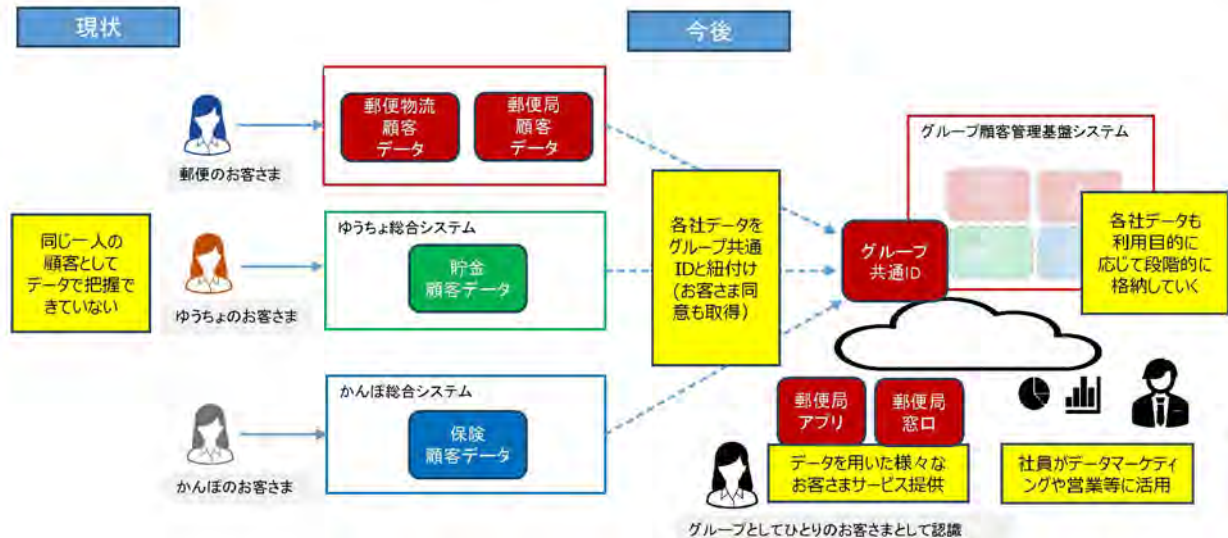 現状
今後
郵便物流
顧客
データ
郵便局
顧客
データ
郵便のお客さま
同じ一人の
顧客として
データで把握で
きていない
ゆうちょ総合システム
貯金
顧客データ
ゆうちょのお客さま
かんぽ総合システム
保険
顧客データ
かんぽのお客さま
各社データを
グループ共通
IDと紐付け
(お客さま同
意も取得)
グループ顧客管理基盤システム
グループ
共通ID
各社データも
利用目的に
応じて段階的に
格納していく
郵便局
アプリ
郵便局
窓口
データを用いた様々な
お客さまサービス提供
社員がデータマーケティ
ングや営業等に活用
グループとしてひとりのお客さまとして認識